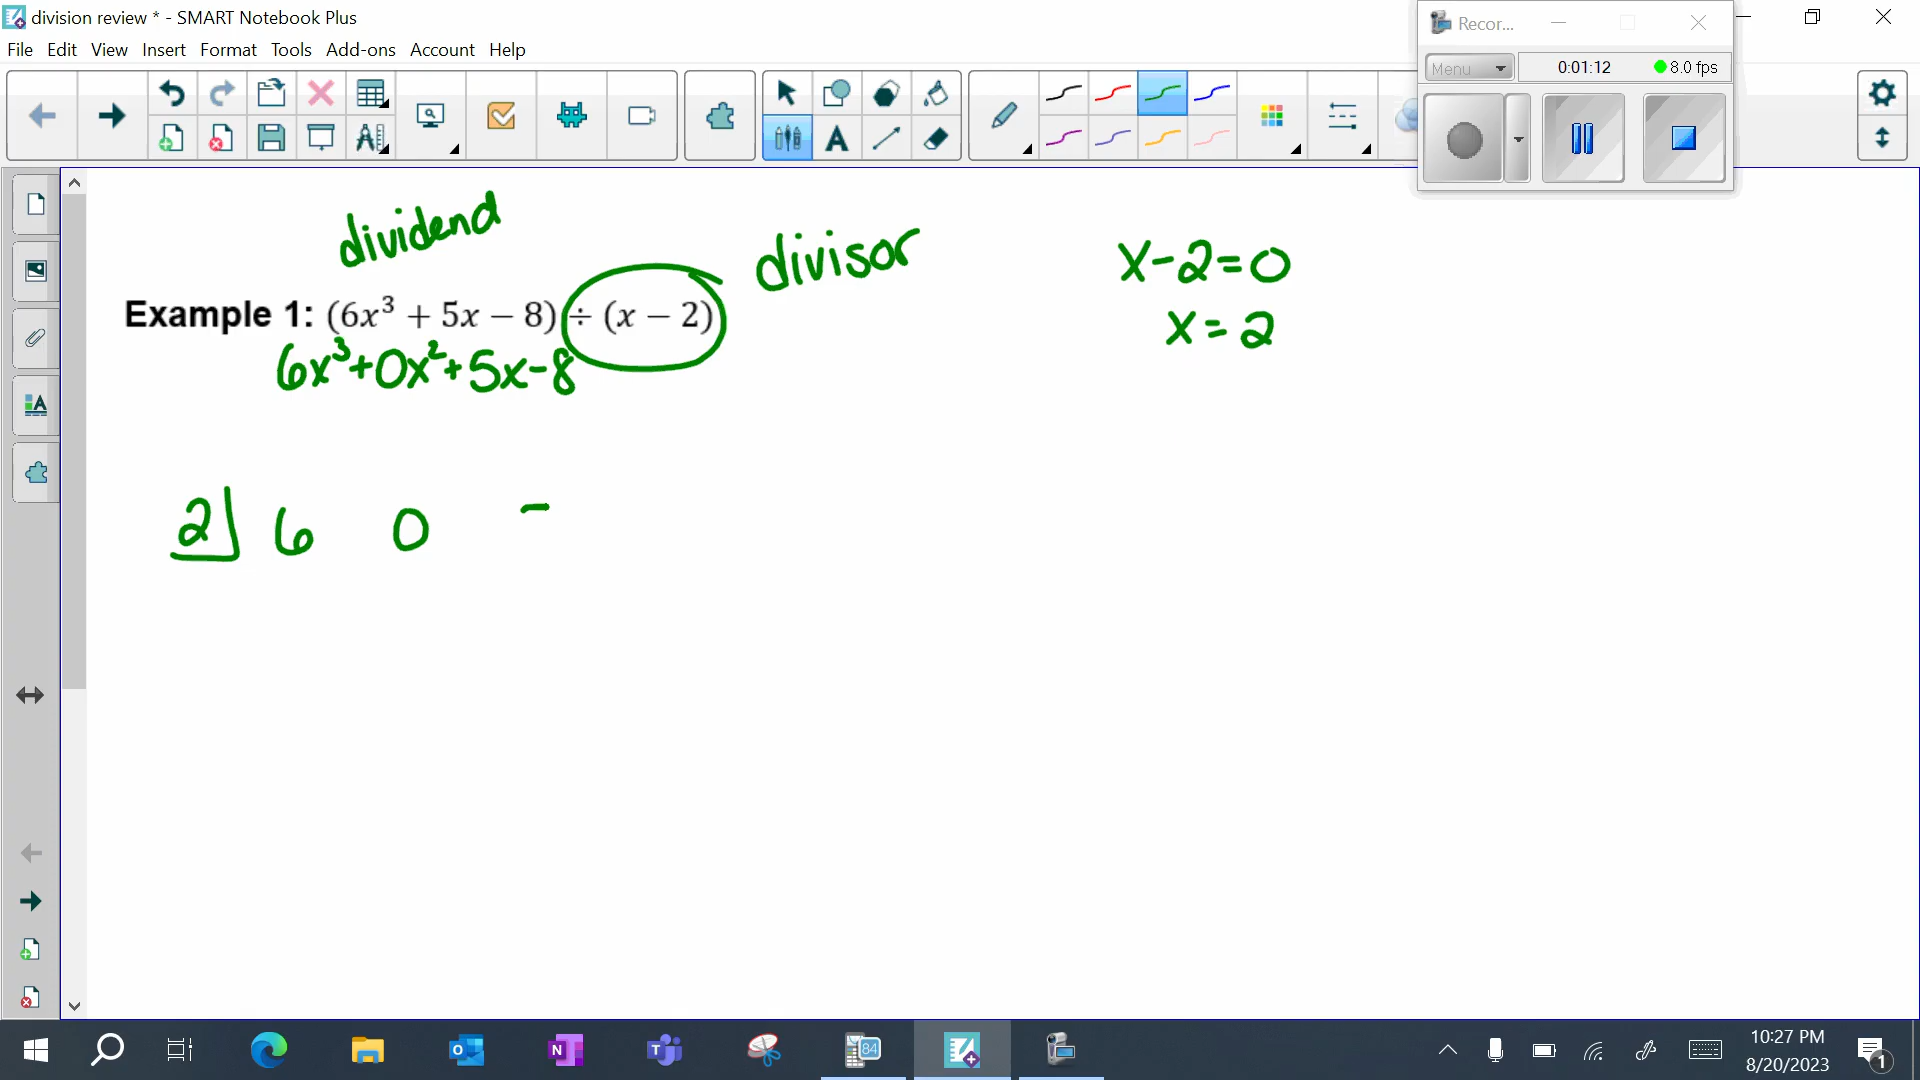 division review * - SMART Notebook Plus
File Edit View Insert Format Tools Add-ons Account Help
Recor...
Menu 0:01:12 8.0 fps
dividend
divisor
x-2=0
Example 1: (6x³ + 5x − 8) ÷ (x − 2)
x=2
6x³+0x²+5x-8
2 6 0
84
10:27 PM
8/20/2023
1